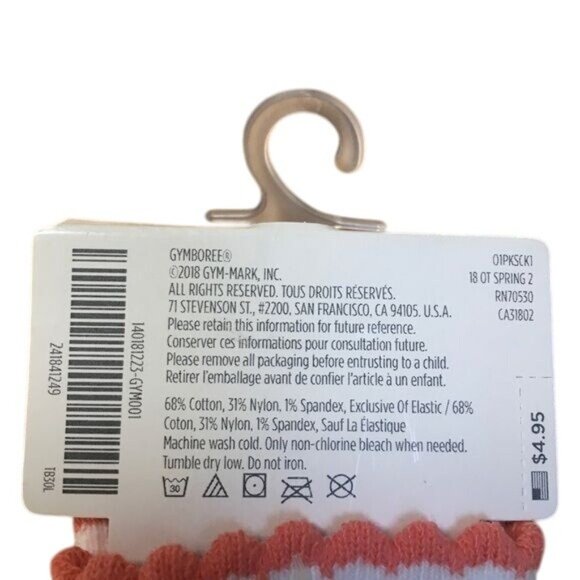 GYMBOREE®
©2018 GYM-MARK, INC.
ALL RIGHTS RESERVED. TOUS DROITS RÉSERVÉS.
71 STEVENSON ST., #2200, SAN FRANCISCO, CA 94105. U.S.A.
Please retain this information for future reference.
Conserver ces informations pour consultation future.
Please remove all packaging before entrusting to a child.
Retirer l'emballage avant de confier l'article à un enfant.
68% Cotton, 31% Nylon, 1% Spandex, Exclusive Of Elastic / 68%
Coton, 31% Nylon, 1% Spandex, Sauf La Élastique
Machine wash cold. Only non-chlorine bleach when needed.
Tumble dry low. Do not iron.
30
O1PKSCK1
18 OT SPRING 2
RN70530
CA31802
140181223-GYM001
241841249
TB30L
$4.95